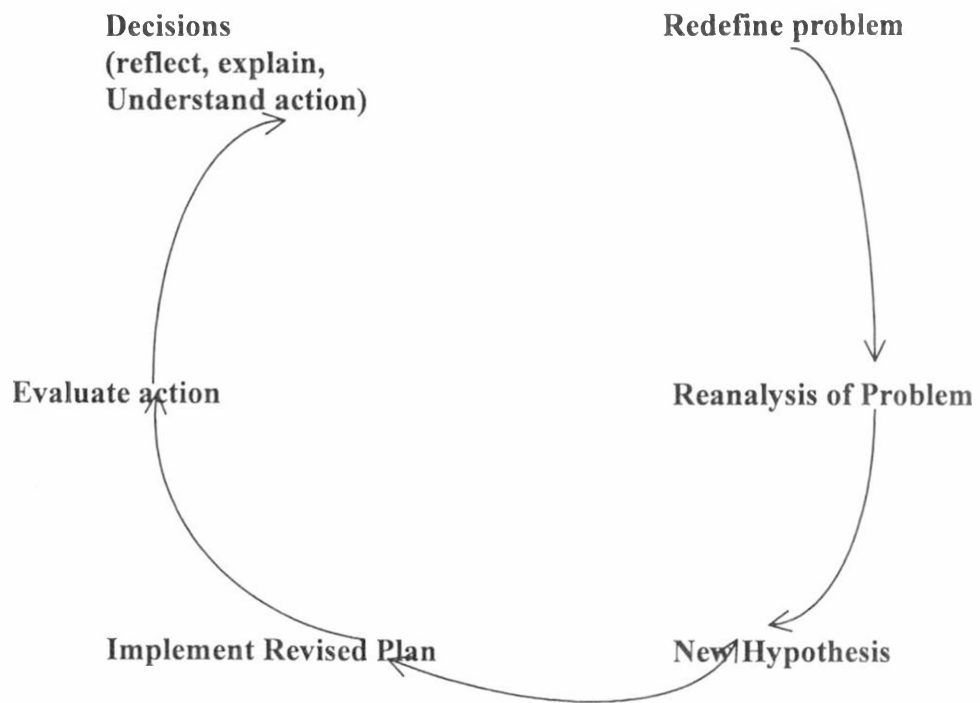 Decisions
(reflect, explain,
Understand action)
Redefine problem
Evaluate action
Reanalysis of Problem
Implement Revised Plan
New Hypothesis